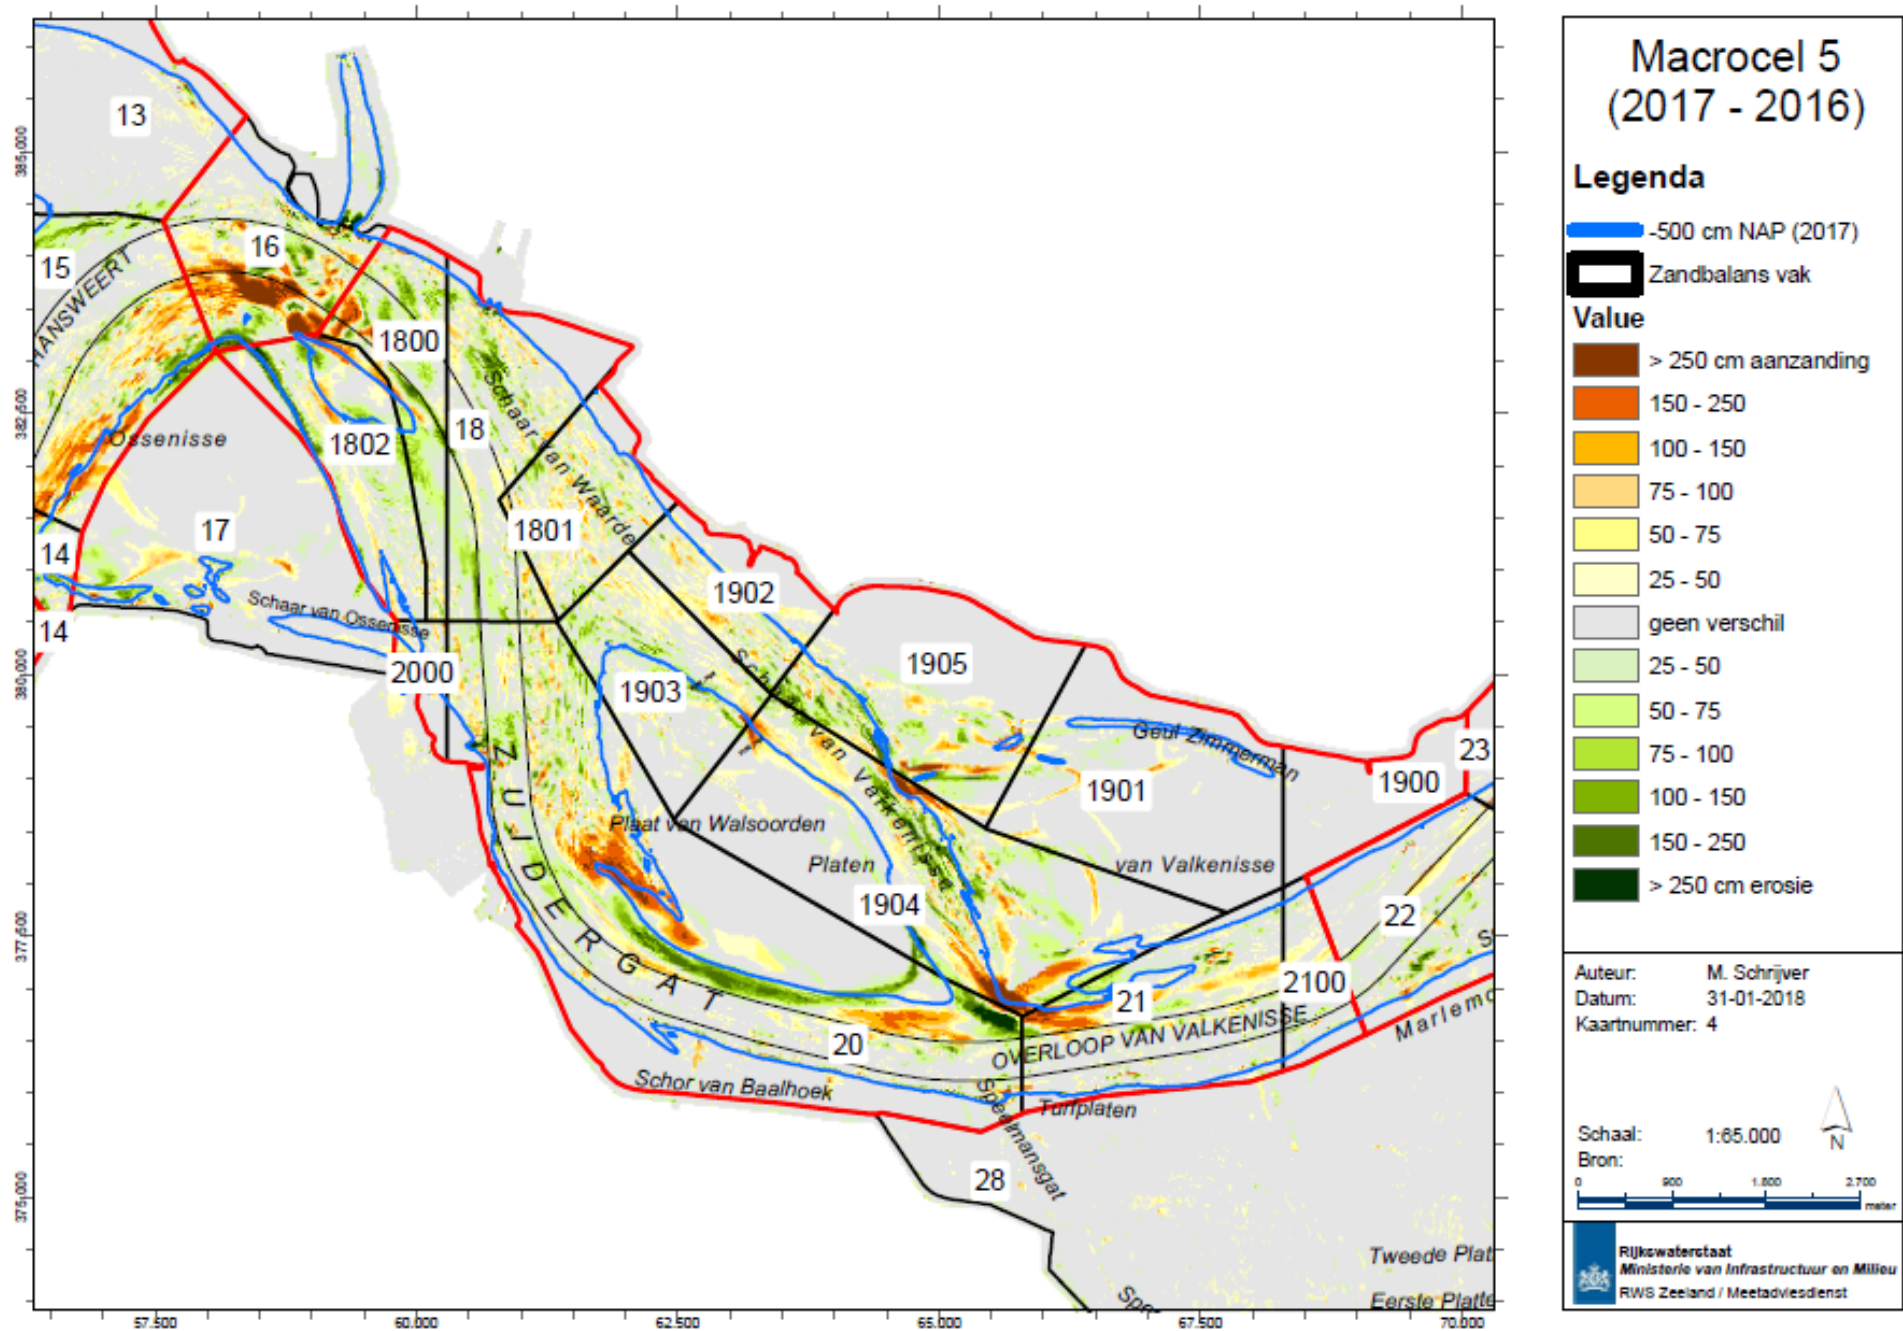 13
385.000
16
15
HANSWEERT
1800
382.500
Schaar van Waarde
Ossenisse
1802
18
17
1801
14
Schaar van Ossenisse
1902
14
380.000
2000
1903
1905
Schaar van Valkenisse
Geul Zimmerman
23
1900
1901
ZUIDERGAT
Plaat van Walsoorden
Platen
van Valkenisse
1904
22
377.500
2100
21
20
OVERLOOP VAN VALKENISSE
Marlemo
Schor van Baalhoek
Speelmansgat
Turfplaten
28
375.000
Tweede Plat
Eerste Platte
57.500
60.000
62.500
65.000
67.500
70.000
Macrocel 5
(2017 - 2016)
Legenda
-500 cm NAP (2017)
Zandbalans vak
Value
> 250 cm aanzanding
150 - 250
100 - 150
75 - 100
50 - 75
25 - 50
geen verschil
25 - 50
50 - 75
75 - 100
100 - 150
150 - 250
> 250 cm erosie
Auteur: M. Schrijver
Datum: 31-01-2018
Kaartnummer: 4
N
Schaal: 1:65.000
Bron:
0 900 1.800 2.700
meter
Rijkswaterstaat
Ministerie van Infrastructuur en Milieu
RWS Zeeland / Meetadviesdienst